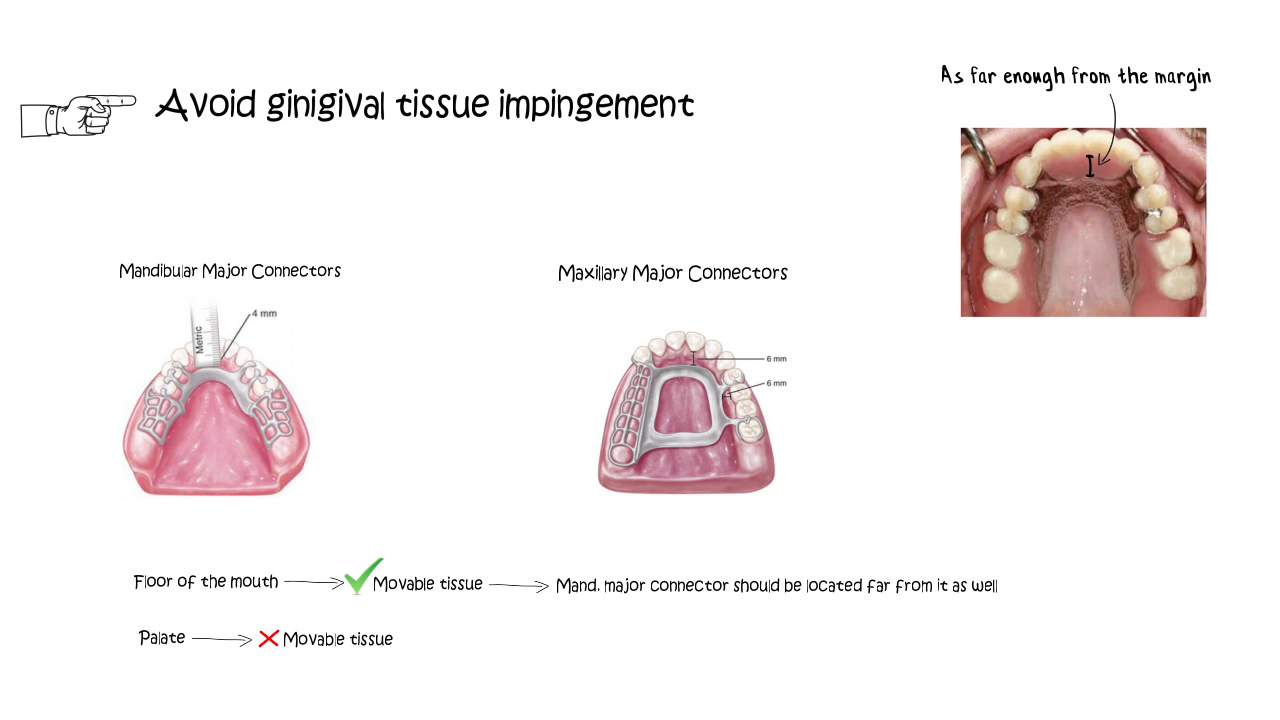 As far enough from the margin
Avoid ginigival tissue impingement
Mandibular Major Connectors
Maxillary Major Connectors
Metric
4 mm
6 mm
6 mm
Floor of the mouth
Movable tissue
Mand. major connector should be located far from it as well
Palate
Movable tissue